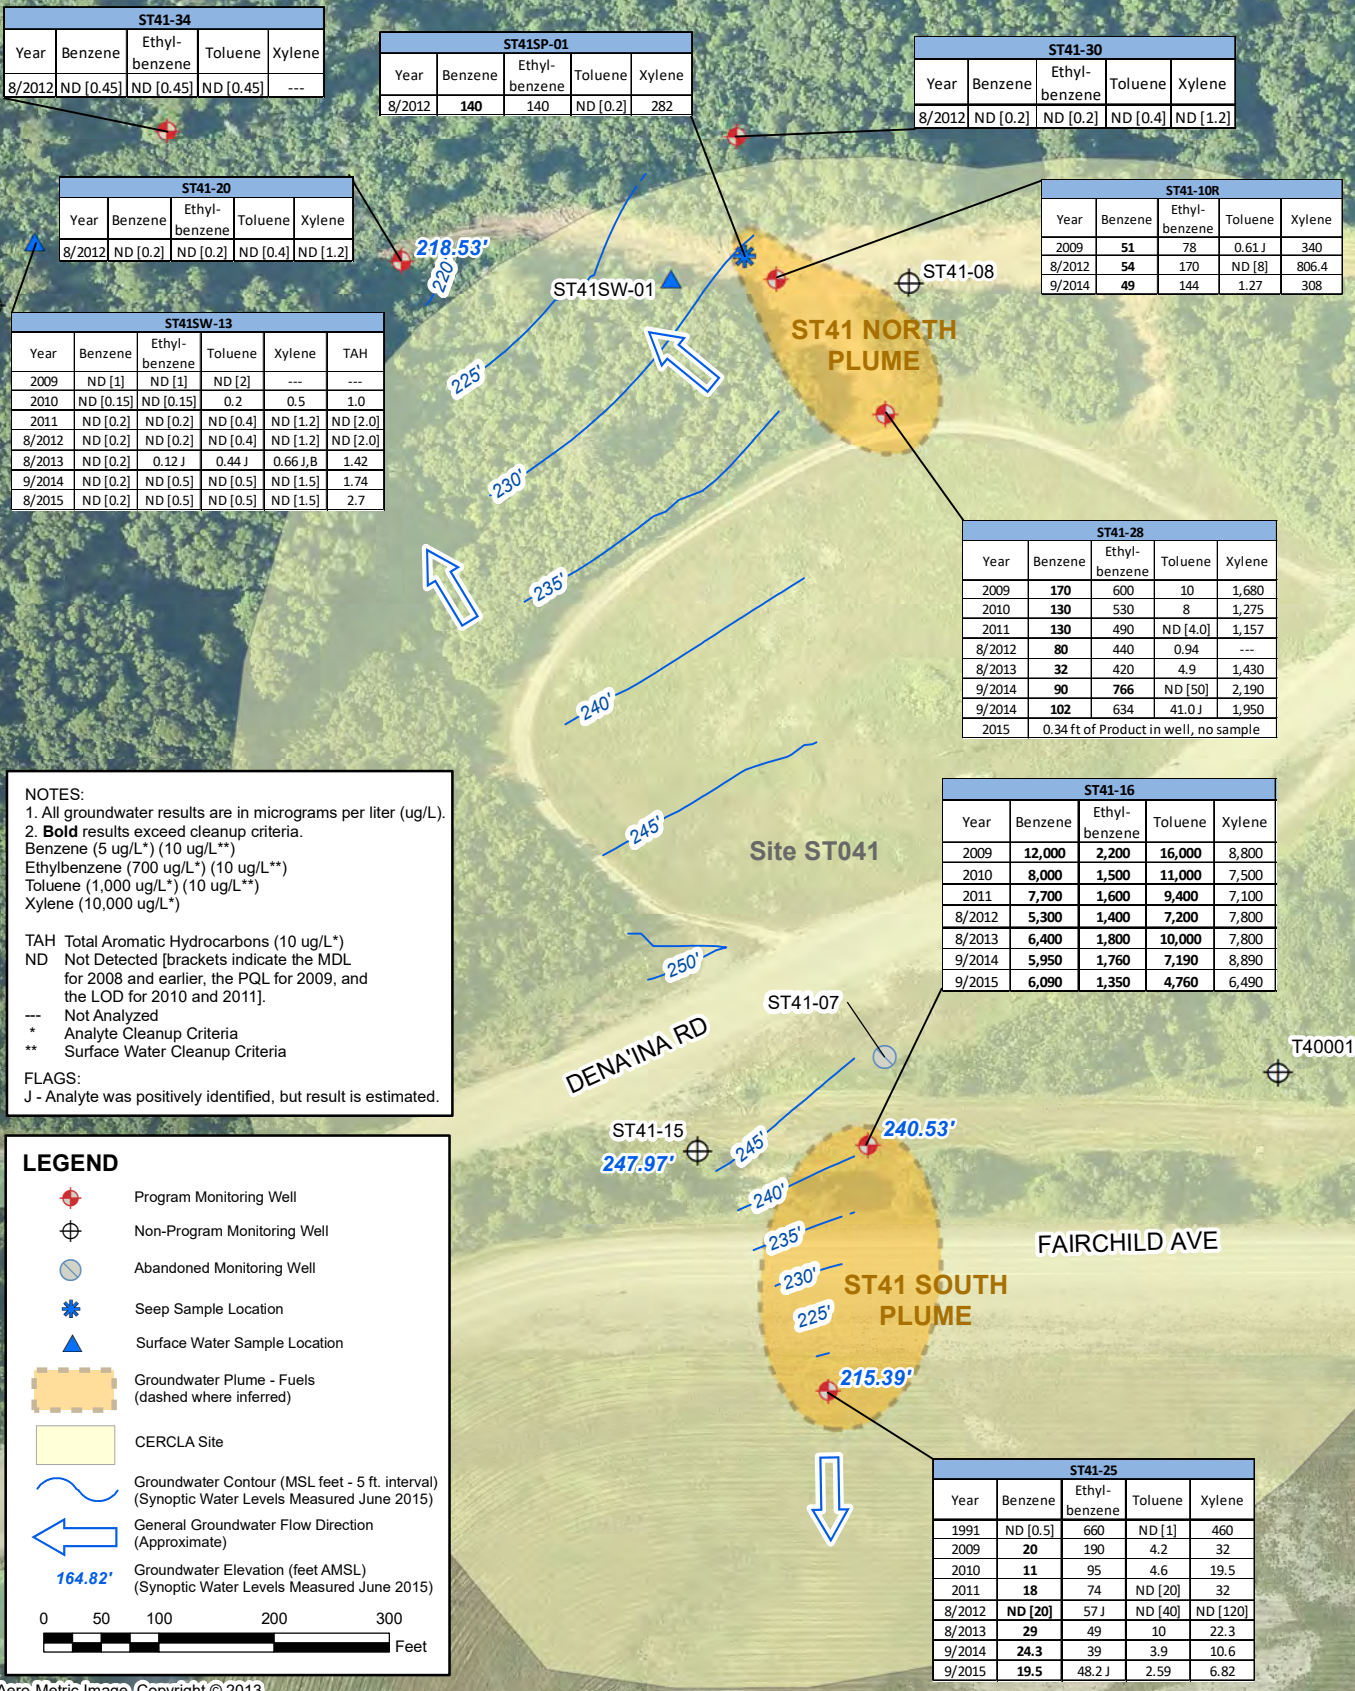 ST41-34
Year Benzene Ethyl-benzene Toluene Xylene
8/2012 ND [0.45] ND [0.45] ND [0.45] ---
ST41SP-01
Year Benzene Ethyl-benzene Toluene Xylene
8/2012 140 140 ND [0.2] 282
ST41-30
Year Benzene Ethyl-benzene Toluene Xylene
8/2012 ND [0.2] ND [0.2] ND [0.4] ND [1.2]
ST41-20
Year Benzene Ethyl-benzene Toluene Xylene
8/2012 ND [0.2] ND [0.2] ND [0.4] ND [1.2]
ST41-10R
Year Benzene Ethyl-benzene Toluene Xylene
2009 51 78 0.61 J 340
8/2012 54 170 ND [8] 806.4
9/2014 49 144 1.27 308
218.53'
220'
ST41SW-01
ST41-08
ST41 NORTH
PLUME
ST41SW-13
Year Benzene Ethyl-benzene Toluene Xylene TAH
2009 ND [1] ND [1] ND [2] --- ---
2010 ND [0.15] ND [0.15] 0.2 0.5 1.0
2011 ND [0.2] ND [0.2] ND [0.4] ND [1.2] ND [2.0]
8/2012 ND [0.2] ND [0.2] ND [0.4] ND [1.2] ND [2.0]
8/2013 ND [0.2] 0.12 J 0.44 J 0.66 J,B 1.42
9/2014 ND [0.2] ND [0.5] ND [0.5] ND [1.5] 1.74
8/2015 ND [0.2] ND [0.5] ND [0.5] ND [1.5] 2.7
225'
230'
235'
240'
245'
250'
ST41-28
Year Benzene Ethyl-benzene Toluene Xylene
2009 170 600 10 1,680
2010 130 530 8 1,275
2011 130 490 ND [4.0] 1,157
8/2012 80 440 0.94 ---
8/2013 32 420 4.9 1,430
9/2014 90 766 ND [50] 2,190
9/2014 102 634 41.0 J 1,950
2015 0.34 ft of Product in well, no sample
NOTES:
1. All groundwater results are in micrograms per liter (ug/L).
2. Bold results exceed cleanup criteria.
Benzene (5 ug/L*) (10 ug/L**)
Ethylbenzene (700 ug/L*) (10 ug/L**)
Toluene (1,000 ug/L*) (10 ug/L**)
Xylene (10,000 ug/L*)
TAH Total Aromatic Hydrocarbons (10 ug/L*)
ND Not Detected [brackets indicate the MDL
for 2008 and earlier, the PQL for 2009, and
the LOD for 2010 and 2011].
--- Not Analyzed
* Analyte Cleanup Criteria
** Surface Water Cleanup Criteria
FLAGS:
J - Analyte was positively identified, but result is estimated.
Site ST041
ST41-16
Year Benzene Ethyl-benzene Toluene Xylene
2009 12,000 2,200 16,000 8,800
2010 8,000 1,500 11,000 7,500
2011 7,700 1,600 9,400 7,100
8/2012 5,300 1,400 7,200 7,800
8/2013 6,400 1,800 10,000 7,800
9/2014 5,950 1,760 7,190 8,890
9/2015 6,090 1,350 4,760 6,490
ST41-07
DENA'INA RD
T40001
ST41-15
247.97'
240.53'
245'
240'
235'
230'
225'
FAIRCHILD AVE
ST41 SOUTH
PLUME
215.39'
LEGEND
Program Monitoring Well
Non-Program Monitoring Well
Abandoned Monitoring Well
Seep Sample Location
Surface Water Sample Location
Groundwater Plume - Fuels
(dashed where inferred)
CERCLA Site
Groundwater Contour (MSL feet - 5 ft. interval)
(Synoptic Water Levels Measured June 2015)
General Groundwater Flow Direction
(Approximate)
164.82' Groundwater Elevation (feet AMSL)
(Synoptic Water Levels Measured June 2015)
0 50 100 200 300
Feet
ST41-25
Year Benzene Ethyl-benzene Toluene Xylene
1991 ND [0.5] 660 ND [1] 460
2009 20 190 4.2 32
2010 11 95 4.6 19.5
2011 18 74 ND [20] 32
8/2012 ND [20] 57 J ND [40] ND [120]
8/2013 29 49 10 22.3
9/2014 24.3 39 3.9 10.6
9/2015 19.5 48.2 J 2.59 6.82
Aero-Metric Image, Copyright © 2013